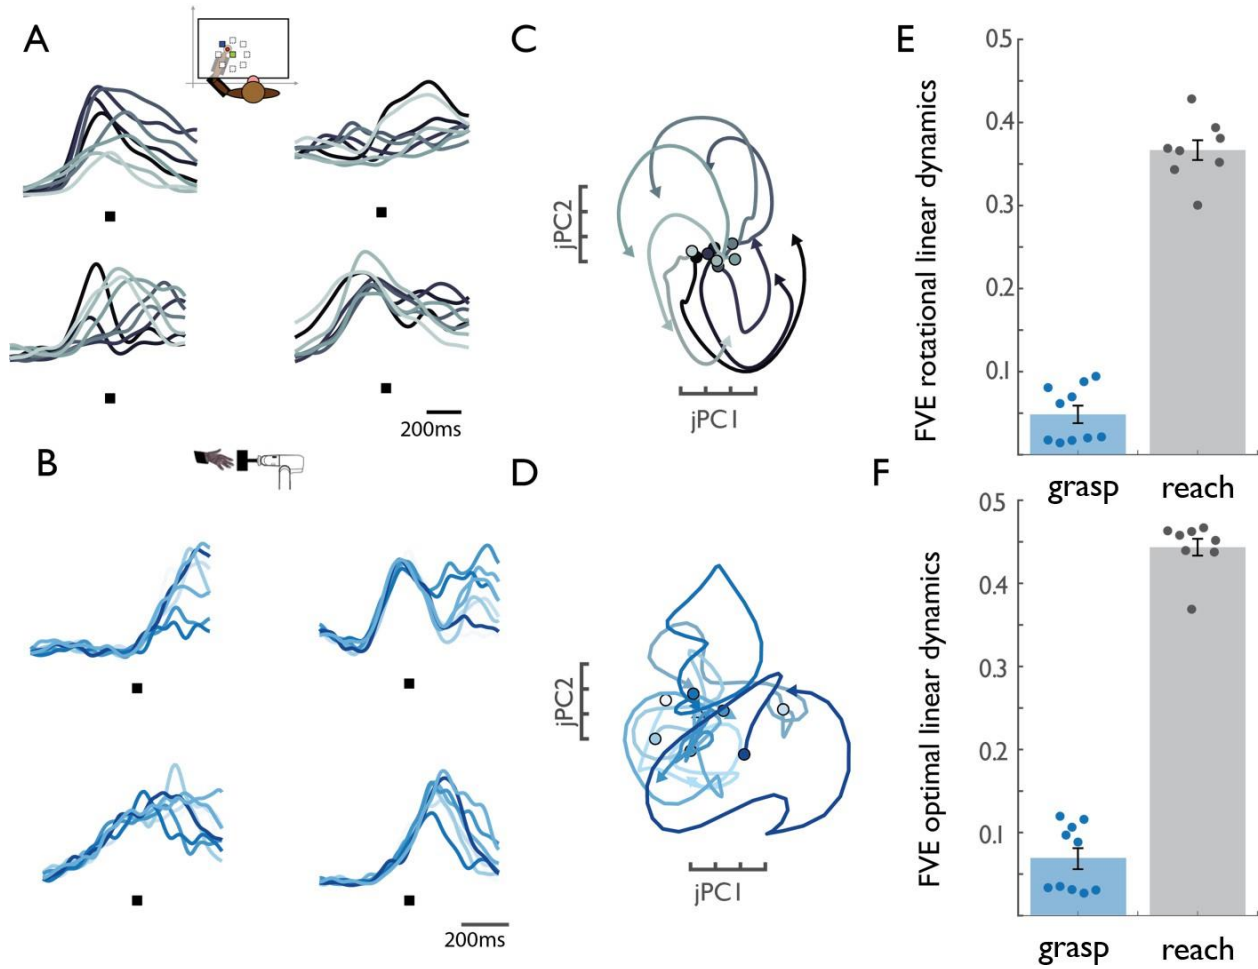 A
200ms
B
200ms
C
jPC2
jPC1
D
jPC2
jPC1
E
FVE rotational linear dynamics
0.5
0.4
0.3
0.2
0.1
grasp reach
F
FVE optimal linear dynamics
0.5
0.4
0.3
0.2
0.1
grasp reach